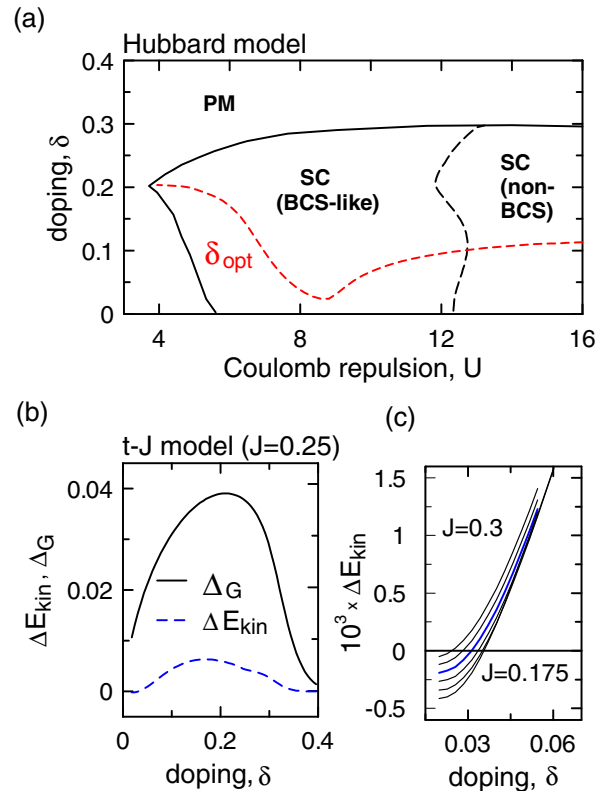 (a)
Hubbard model
0.4
0.3
0.2
0.1
0
doping, δ
PM
SC
(BCS-like)
SC
(non-
BCS)
δopt
4
8
12
16
Coulomb repulsion, U
(b)
t-J model (J=0.25)
0.04
0.02
0
ΔEkin, ΔG
ΔG
ΔEkin
0.0
0.2
0.4
doping, δ
(c)
1.5
1
0.5
0
-0.5
10³ × ΔEkin
J=0.3
J=0.175
0.03
0.06
doping, δ